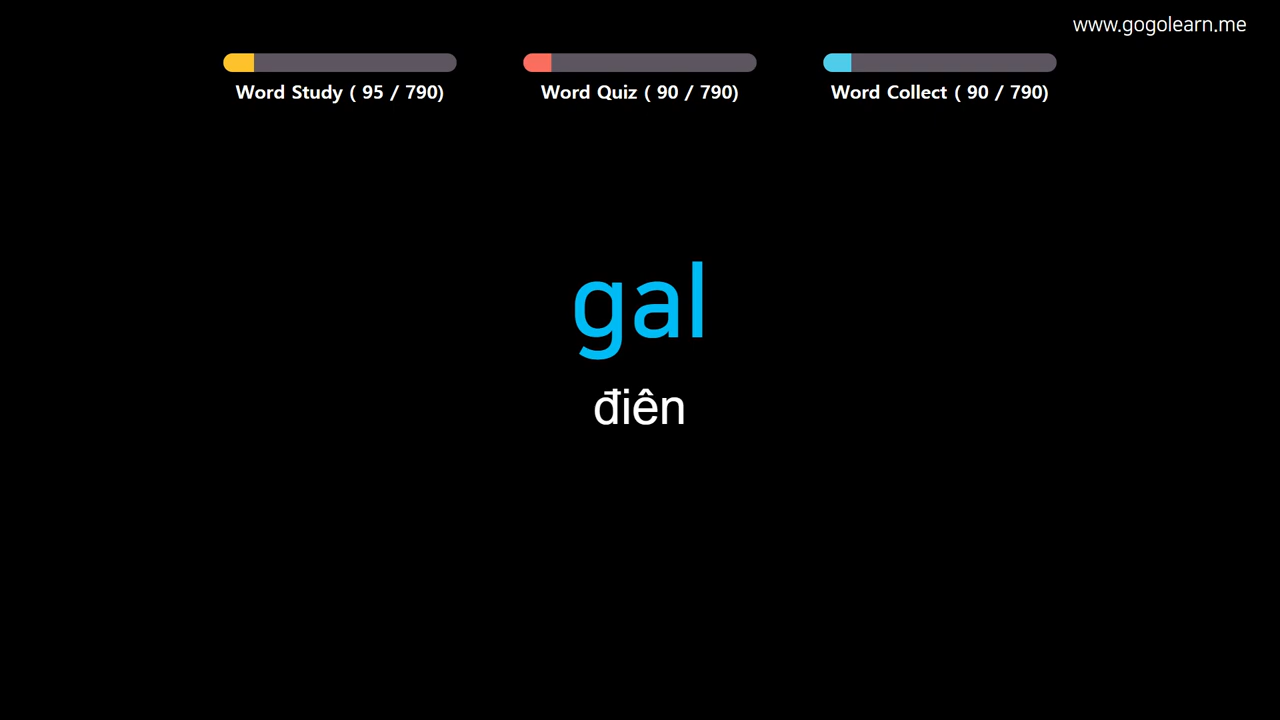 www.gogolearn.me
Word Study ( 95 / 790)
Word Quiz ( 90 / 790)
Word Collect ( 90 / 790)
gal
điên